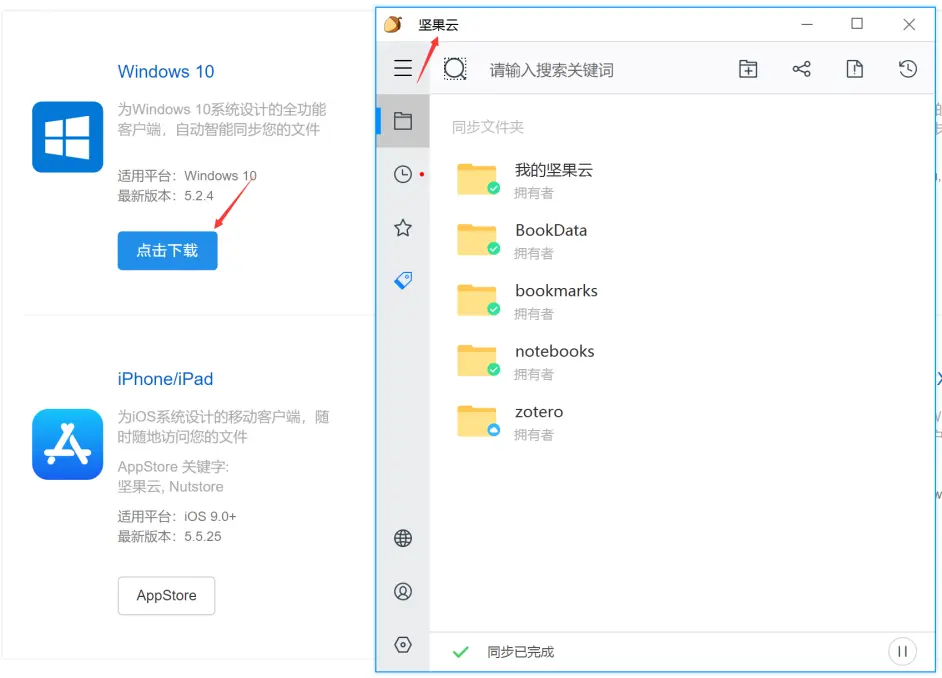 Windows 10
为Windows 10系统设计的全功能
客户端，自动智能同步您的文件
适用平台：Windows 10
最新版本：5.2.4
点击下载
iPhone/iPad
为iOS系统设计的移动客户端，随
时随地访问您的文件
AppStore 关键字:
坚果云, Nutstore
适用平台：iOS 9.0+
最新版本：5.5.25
AppStore
坚果云
请输入搜索关键词
同步文件夹
我的坚果云
拥有者
BookData
拥有者
bookmarks
拥有者
notebooks
拥有者
zotero
拥有者
同步已完成